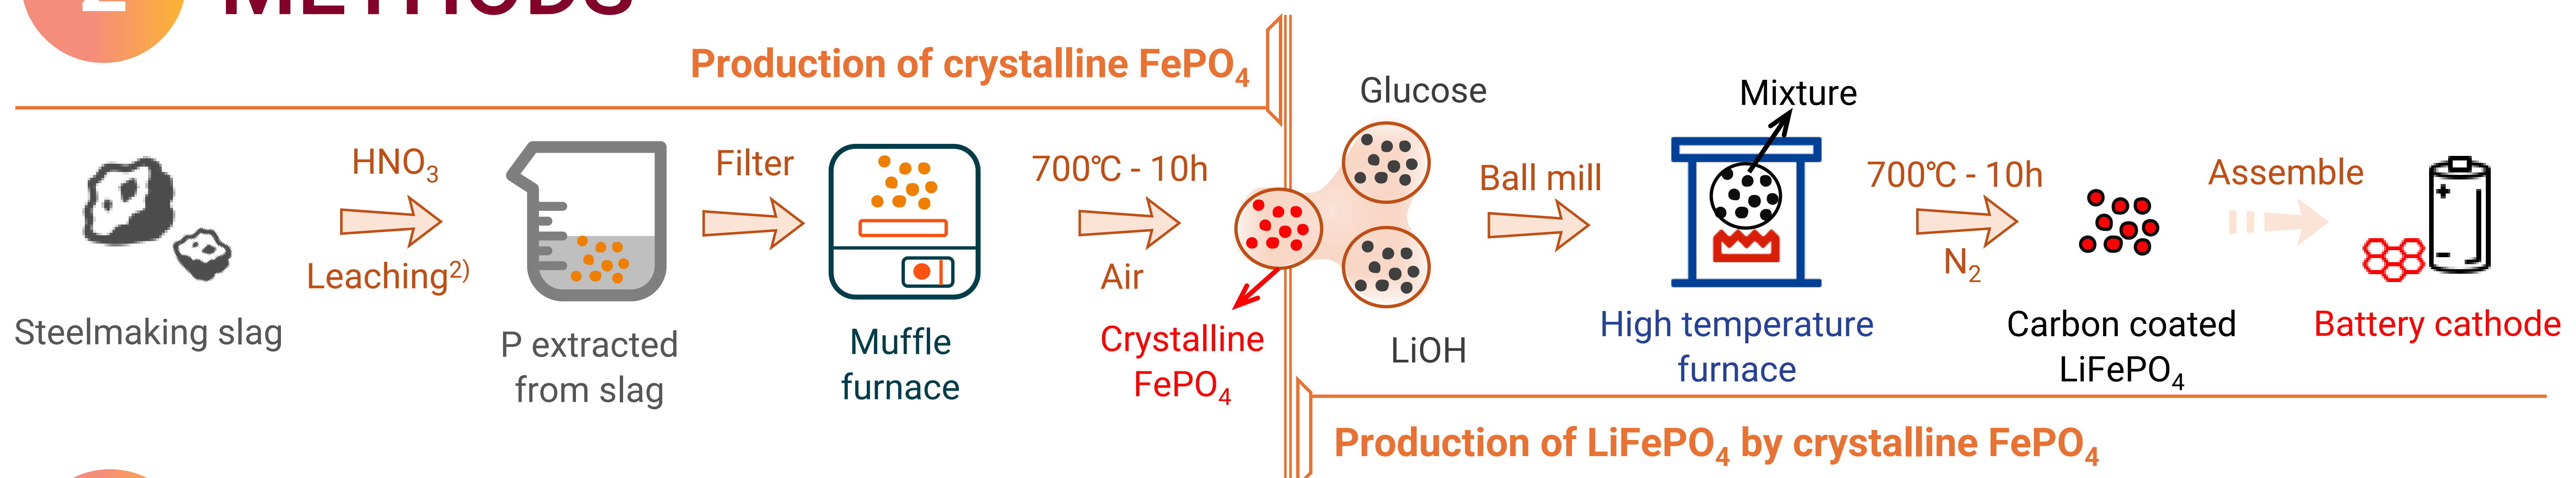 2 METHODS
Production of crystalline FePO4
HNO3
Leaching2)
Steelmaking slag
P extracted
from slag
Filter
Muffle
furnace
700℃ - 10h
Air
Crystalline
FePO4
Glucose
LiOH
Ball mill
Mixture
High temperature
furnace
700℃ - 10h
N2
Carbon coated
LiFePO4
Assemble
+
-
Battery cathode
Production of LiFePO4 by crystalline FePO4